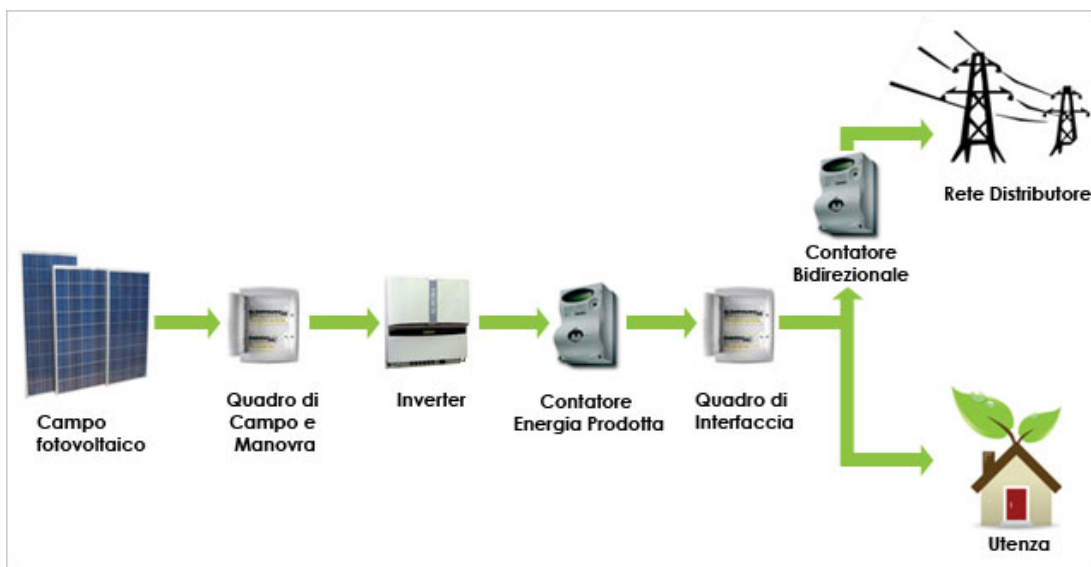 Rete Distributore
Contatore
Bidirezionale
Campo
fotovoltaico
Quadro di
Campo e
Manovra
Inverter
Contatore
Energia Prodotta
Quadro di
Interfaccia
Utenza